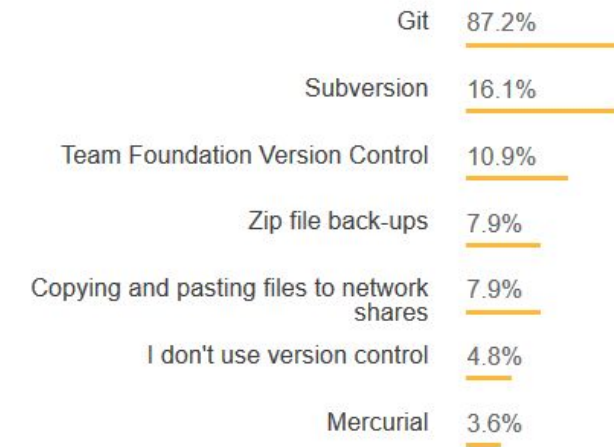 Git 87.2%
Subversion 16.1%
Team Foundation Version Control 10.9%
Zip file back-ups 7.9%
Copying and pasting files to network 7.9%
shares
I don't use version control 4.8%
Mercurial 3.6%